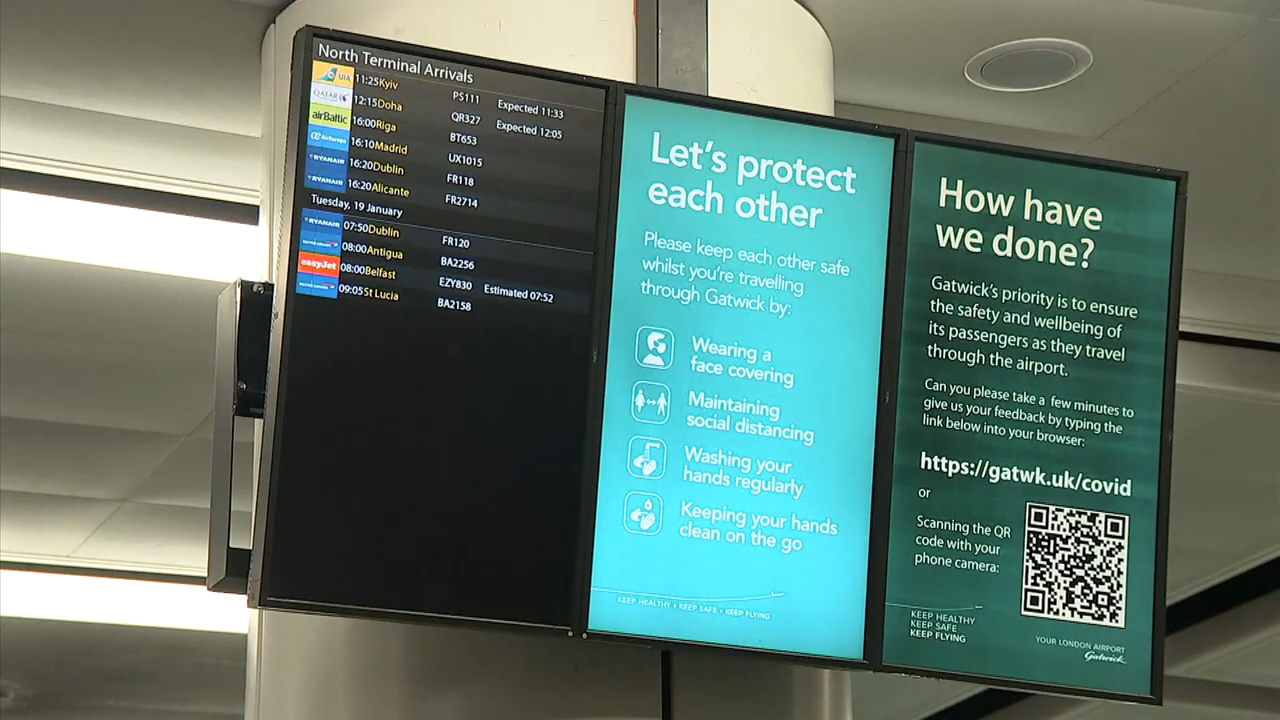 North Terminal Arrivals
UIA 11:25 Kyiv PS111 Expected 11:33
QATAR 12:15 Doha QR327 Expected 12:05
airBaltic 16:00 Riga BT653
AirEuropa 16:10 Madrid UX1015
RYANAIR 16:20 Dublin FR118
RYANAIR 16:20 Alicante FR2714
Tuesday, 19 January
RYANAIR 07:50 Dublin FR120
08:00 Antigua BA2256
easyJet 08:00 Belfast EZY830 Estimated 07:52
09:05 St Lucia BA2158
Let's protect
each other
Please keep each other safe
whilst you're travelling
through Gatwick by:
Wearing a
face covering
Maintaining
social distancing
Washing your
hands regularly
Keeping your hands
clean on the go
KEEP HEALTHY • KEEP SAFE • KEEP FLYING
How have
we done?
Gatwick's priority is to ensure
the safety and wellbeing of
its passengers as they travel
through the airport.
Can you please take a few minutes to
give us your feedback by typing the
link below into your browser:
https://gatwk.uk/covid
or
Scanning the QR
code with your
phone camera:
KEEP HEALTHY
KEEP SAFE
KEEP FLYING
YOUR LONDON AIRPORT
Gatwick